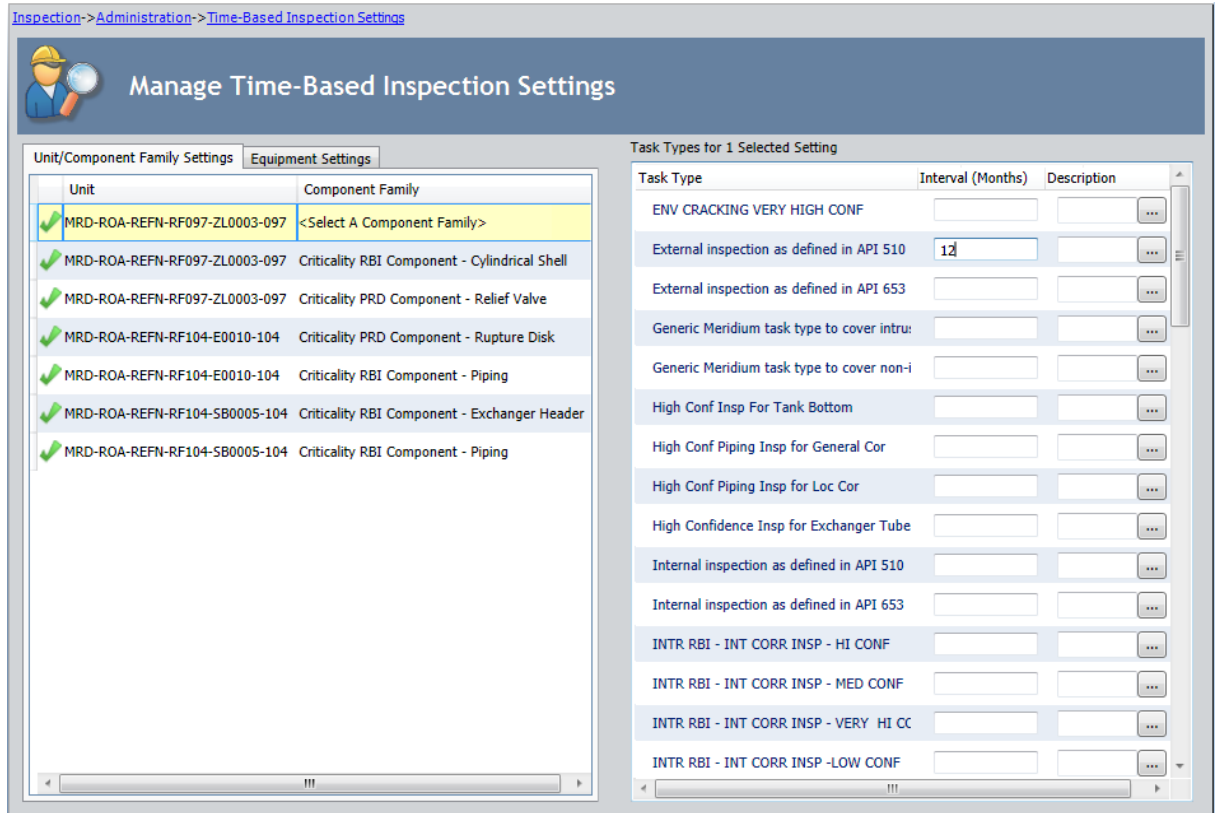 Inspection->Administration->Time-Based Inspection Settings
Manage Time-Based Inspection Settings
Unit/Component Family Settings Equipment Settings
Unit Component Family
MRD-ROA-REFN-RF097-ZL0003-097 <Select A Component Family>
MRD-ROA-REFN-RF097-ZL0003-097 Criticality RBI Component - Cylindrical Shell
MRD-ROA-REFN-RF097-ZL0003-097 Criticality PRD Component - Relief Valve
MRD-ROA-REFN-RF104-E0010-104 Criticality PRD Component - Rupture Disk
MRD-ROA-REFN-RF104-E0010-104 Criticality RBI Component - Piping
MRD-ROA-REFN-RF104-SB0005-104 Criticality RBI Component - Exchanger Header
MRD-ROA-REFN-RF104-SB0005-104 Criticality RBI Component - Piping
Task Types for 1 Selected Setting
Task Type Interval (Months) Description
ENV CRACKING VERY HIGH CONF ...
External inspection as defined in API 510 12 ...
External inspection as defined in API 653 ...
Generic Meridium task type to cover intru: ...
Generic Meridium task type to cover non-i ...
High Conf Insp For Tank Bottom ...
High Conf Piping Insp for General Cor ...
High Conf Piping Insp for Loc Cor ...
High Confidence Insp for Exchanger Tube ...
Internal inspection as defined in API 510 ...
Internal inspection as defined in API 653 ...
INTR RBI - INT CORR INSP - HI CONF ...
INTR RBI - INT CORR INSP - MED CONF ...
INTR RBI - INT CORR INSP - VERY  HI CC ...
INTR RBI - INT CORR INSP -LOW CONF ...